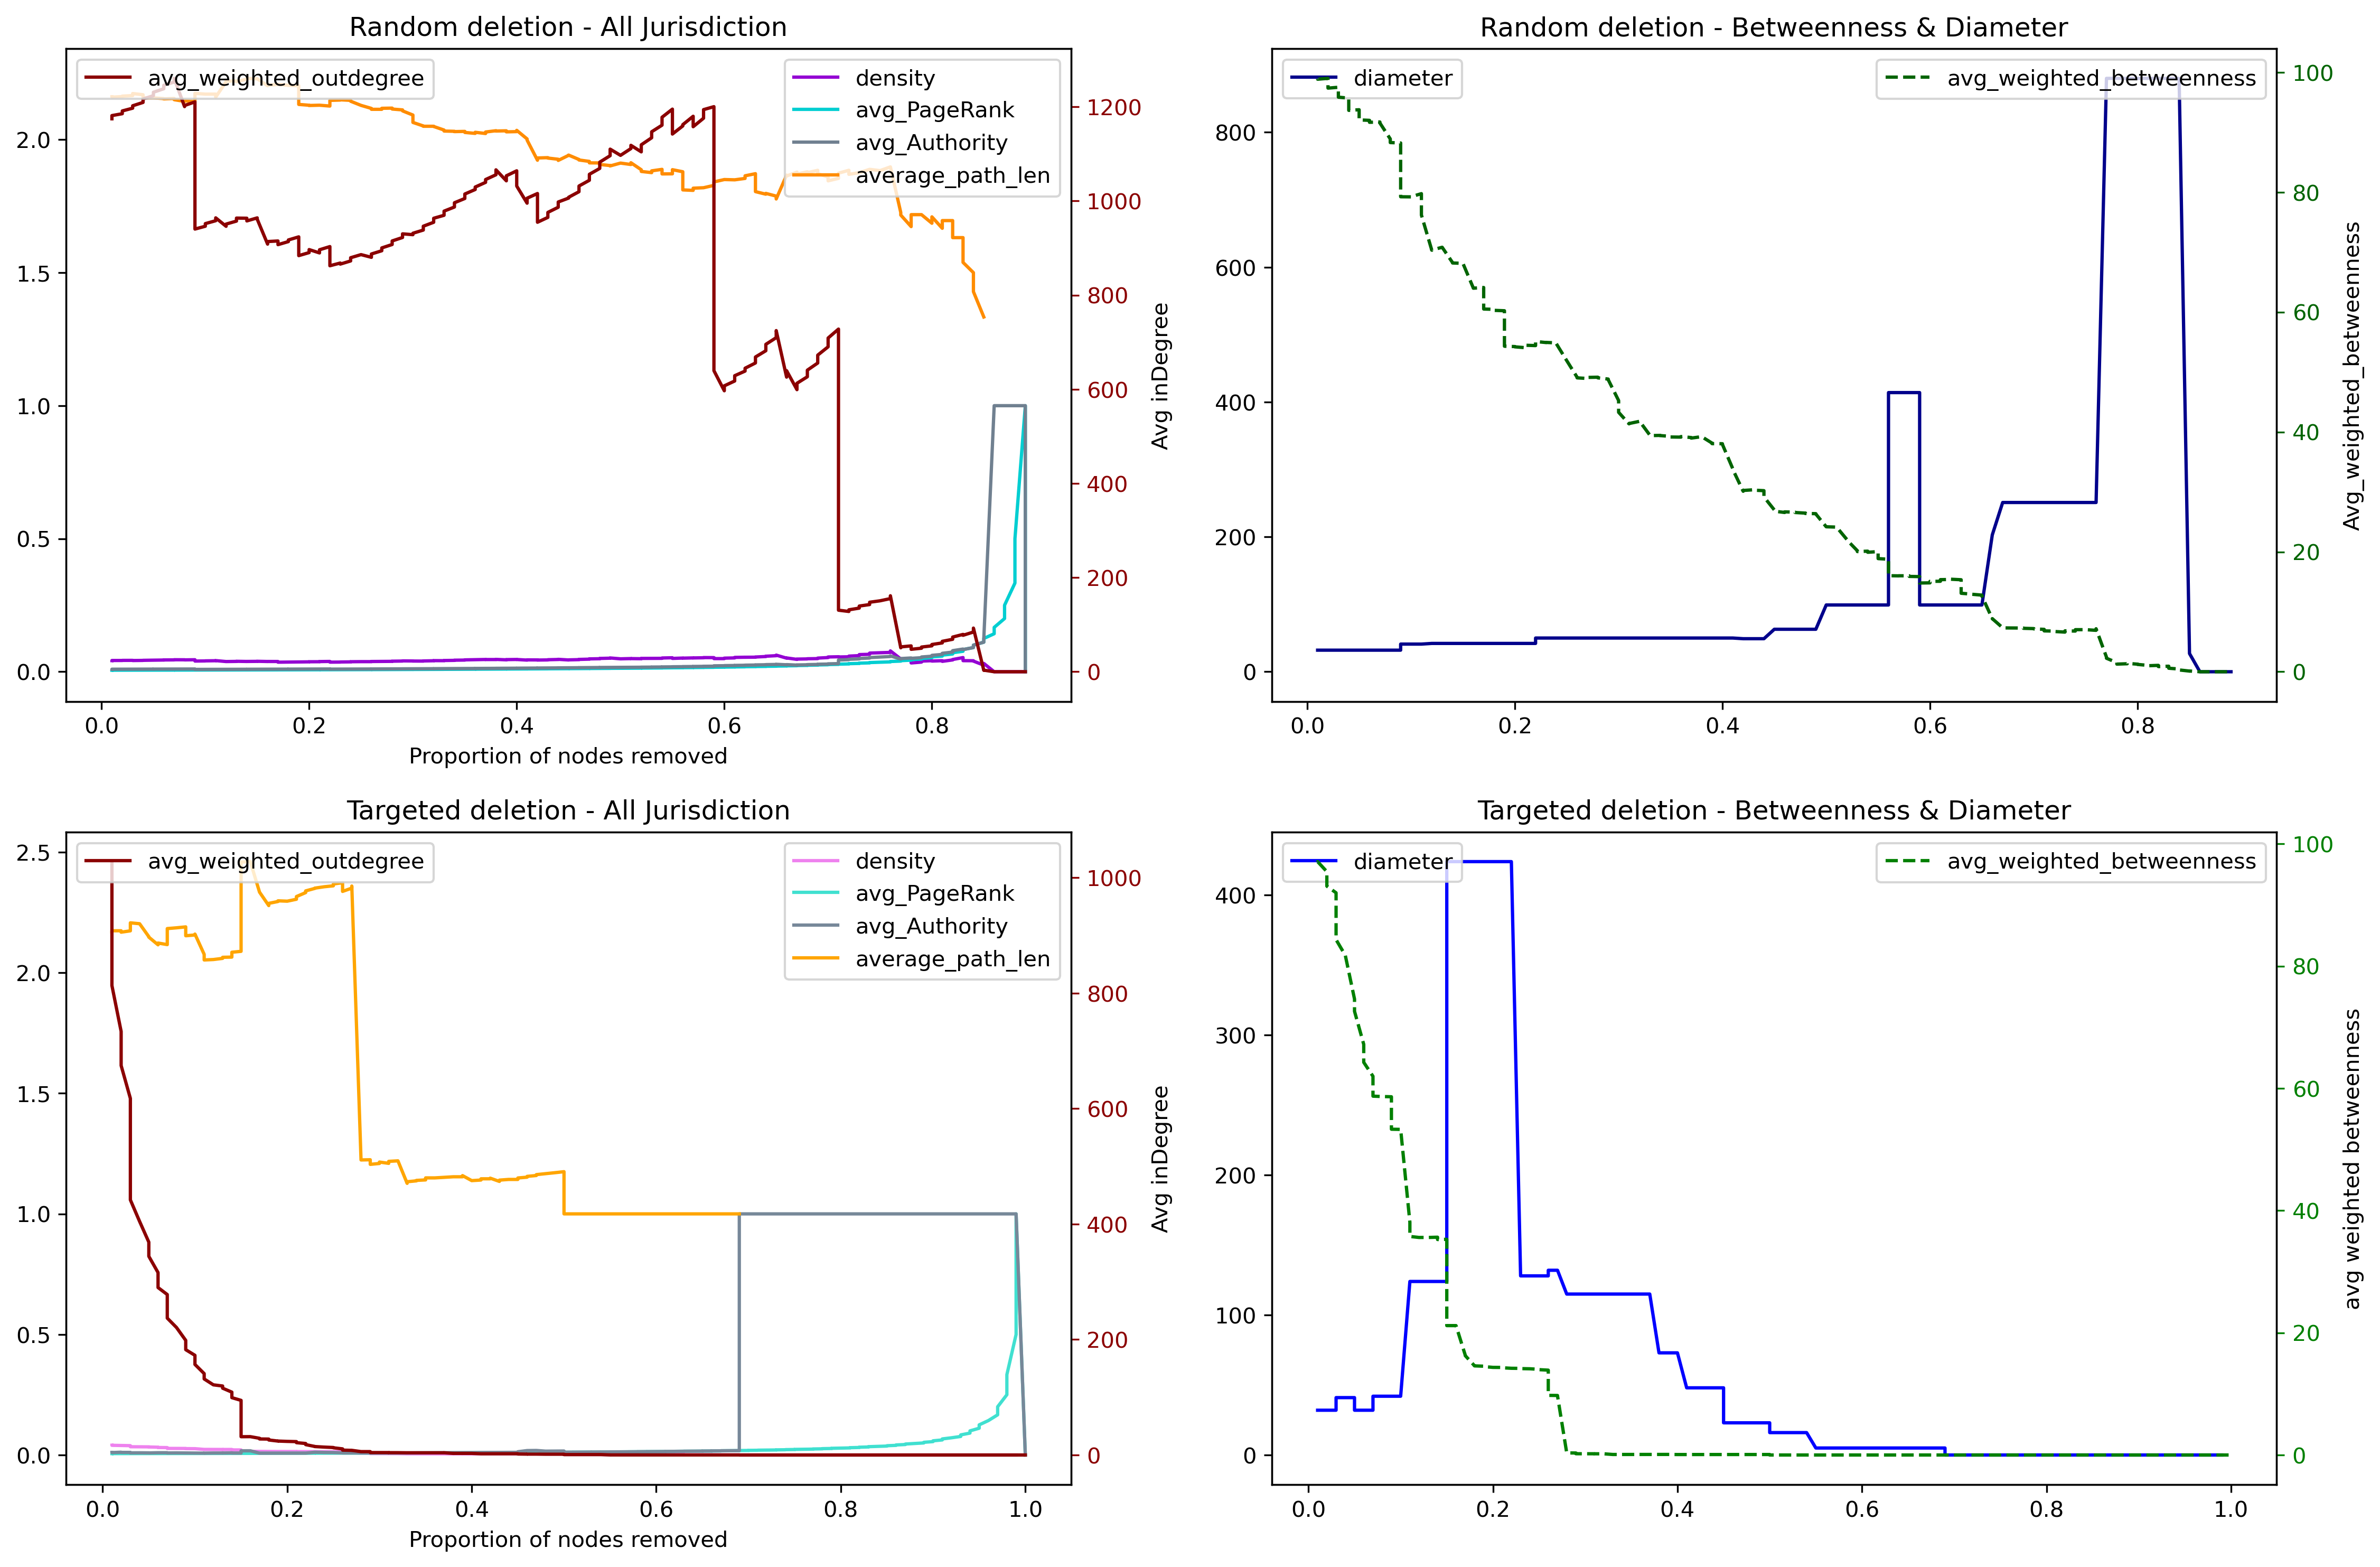 Random deletion - All Jurisdiction
avg_weighted_outdegree
density
avg_PageRank
avg_Authority
average_path_len
2.0
1.5
1.0
0.5
0.0
1200
1000
800
600
400
200
0
Avg inDegree
0.0 0.2 0.4 0.6 0.8
Proportion of nodes removed
Random deletion - Betweenness & Diameter
diameter
avg_weighted_betweenness
800
600
400
200
0
100
80
60
40
20
0
Avg_weighted_betweenness
0.0 0.2 0.4 0.6 0.8
Targeted deletion - All Jurisdiction
avg_weighted_outdegree
density
avg_PageRank
avg_Authority
average_path_len
2.5
2.0
1.5
1.0
0.5
0.0
1000
800
600
400
200
0
Avg inDegree
0.0 0.2 0.4 0.6 0.8 1.0
Proportion of nodes removed
Targeted deletion - Betweenness & Diameter
diameter
avg_weighted_betweenness
400
300
200
100
0
100
80
60
40
20
0
avg weighted betweenness
0.0 0.2 0.4 0.6 0.8 1.0